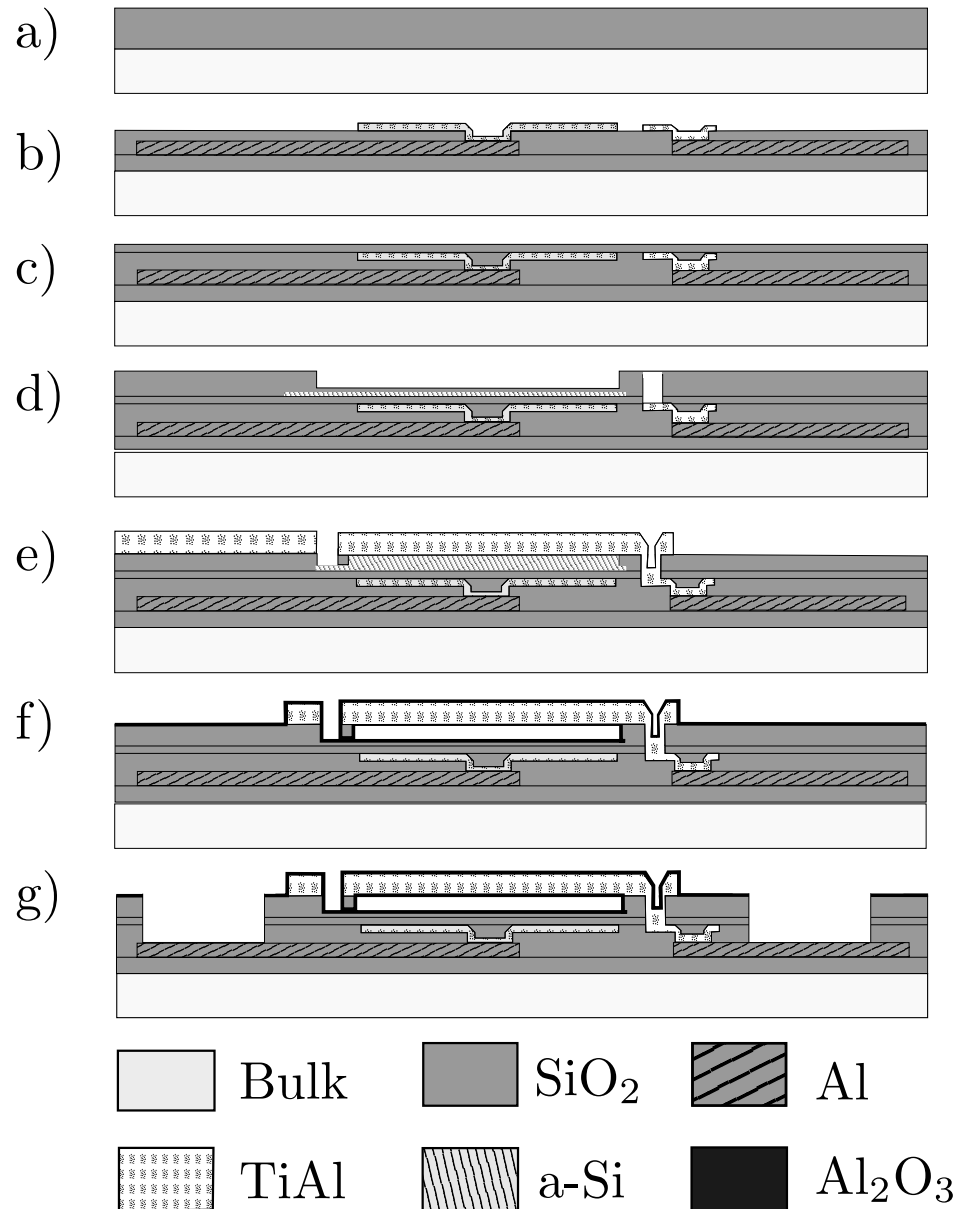 a)
b)
c)
d)
e)
f)
g)
Bulk SiO₂ Al
TiAl a-Si Al₂O₃